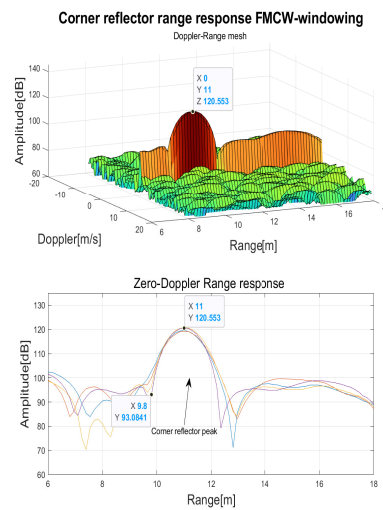 Corner reflector range response FMCW-windowing
Doppler-Range mesh
Amplitude[dB]
140
120
100
80
60
X 0
Y 11
Z 120.553
-20
-10
0
10
20
6
8
10
12
14
16
Doppler[m/s]
Range[m]
Zero-Doppler Range response
Amplitude[dB]
130
120
110
100
90
80
70
60
X 11
Y 120.553
X 9.8
Y 93.0841
Corner reflector peak
6
8
10
12
14
16
18
Range[m]